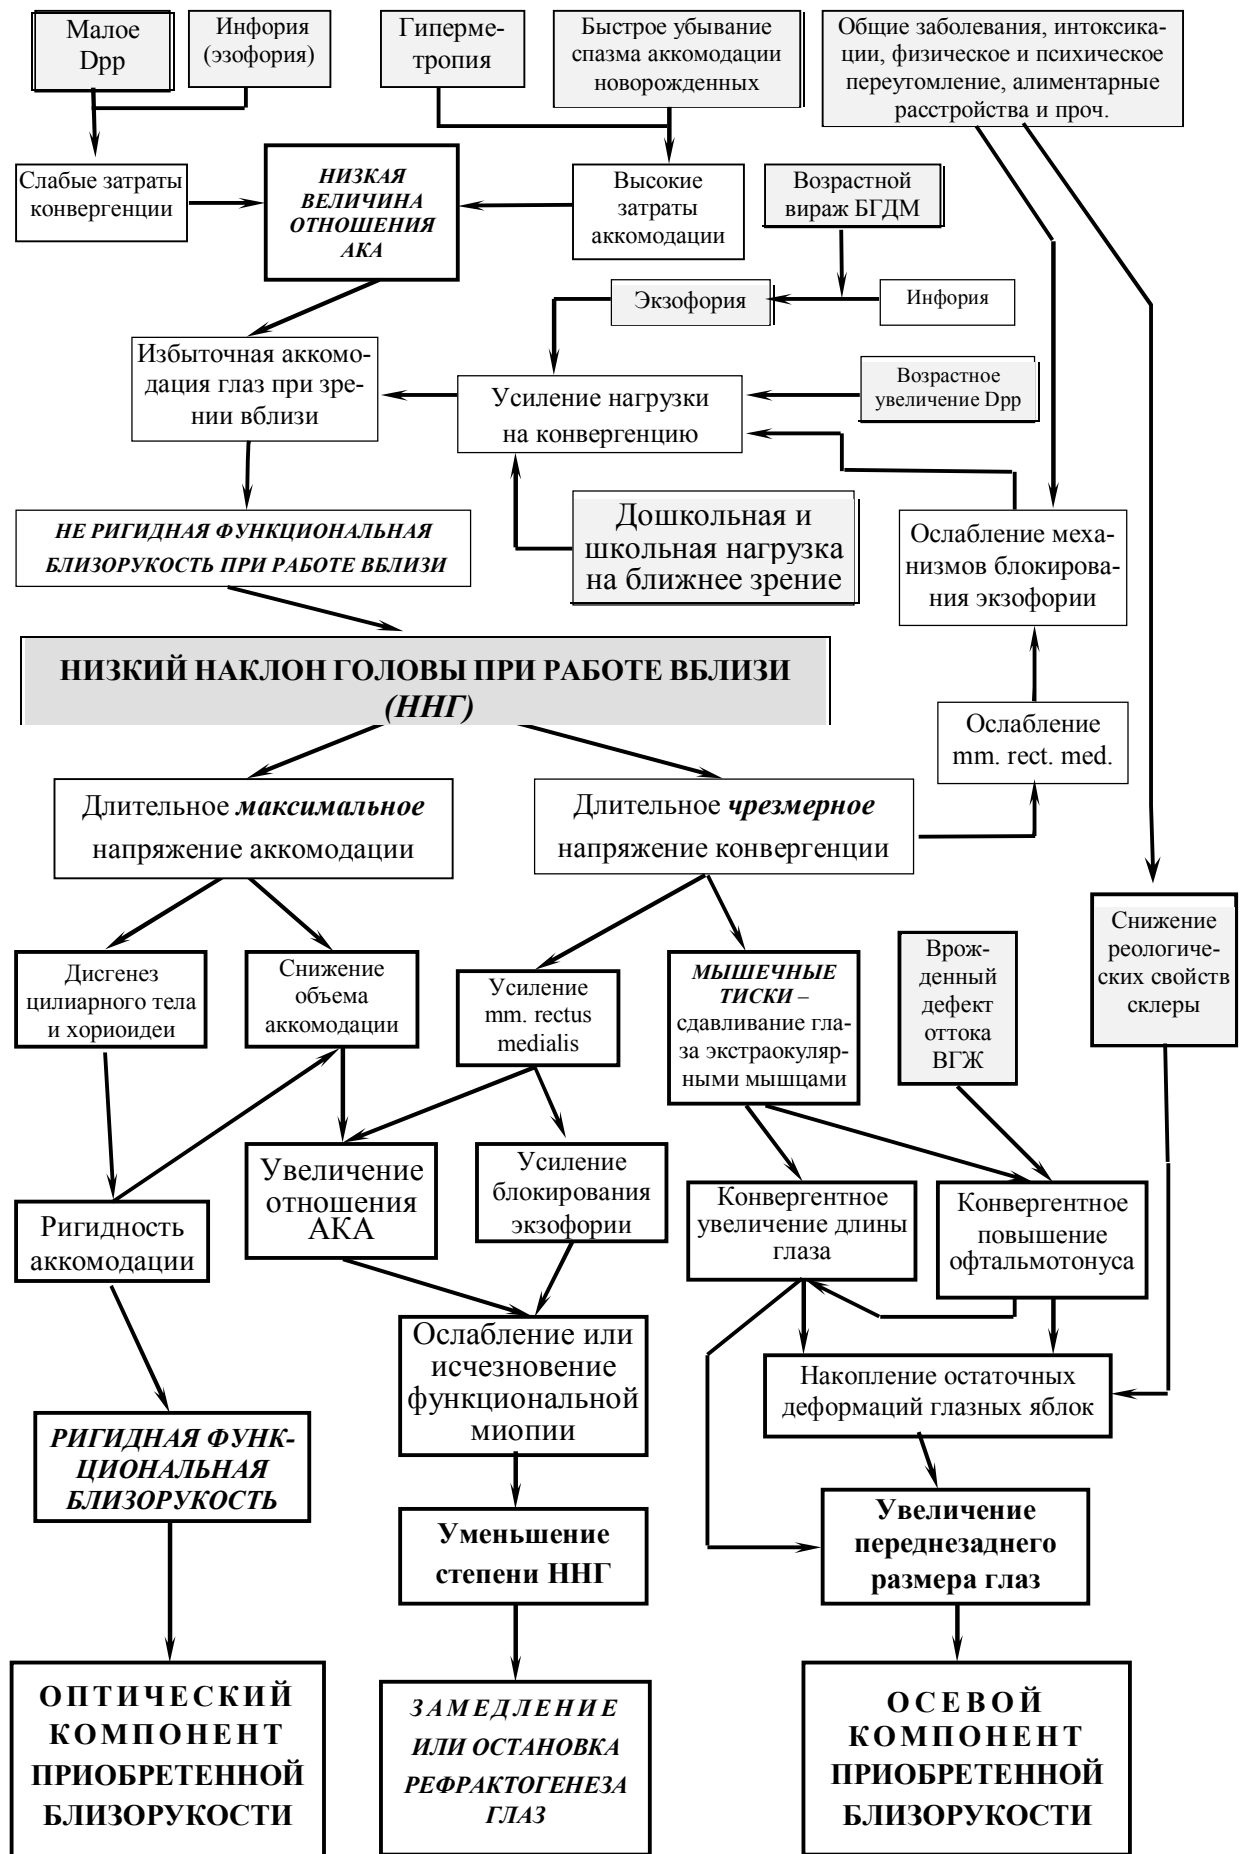 Малое
Dpp
Инфория
(эзофория)
Гиперме-
тропия
Быстрое убывание
спазма аккомодации
новорожденных
Общие заболевания, интоксика-
ции, физическое и психическое
переутомление, алиментарные
расстройства и проч.
Слабые затраты
конвергенции
НИЗКАЯ
ВЕЛИЧИНА
ОТНОШЕНИЯ
АКА
Высокие
затраты
аккомодации
Возрастной
вираж БГДМ
Экзофория
Инфория
Избыточная аккомо-
дация глаз при зре-
нии вблизи
Усиление нагрузки
на конвергенцию
Возрастное
увеличение Dpp
НЕ РИГИДНАЯ ФУНКЦИОНАЛЬНАЯ
БЛИЗОРУКОСТЬ ПРИ РАБОТЕ ВБЛИЗИ
Дошкольная и
школьная нагрузка
на ближнее зрение
Ослабление меха-
низмов блокирова-
ния экзофории
НИЗКИЙ НАКЛОН ГОЛОВЫ ПРИ РАБОТЕ ВБЛИЗИ
(ННГ)
Ослабление
mm. rect. med.
Длительное максимальное
напряжение аккомодации
Длительное чрезмерное
напряжение конвергенции
Дисгенез
цилиарного тела
и хориоидеи
Снижение
объема
аккомодации
Усиление
mm. rectus
medialis
МЫШЕЧНЫЕ
ТИСКИ –
сдавливание гла-
за экстраокуляр-
ными мышцами
Врож-
денный
дефект
оттока
ВГЖ
Снижение
реологиче-
ских свойств
склеры
Ригидность
аккомодации
Увеличение
отношения
АКА
Усиление
блокирования
экзофории
Конвергентное
увеличение длины
глаза
Конвергентное
повышение
офтальмотонуса
Ослабление или
исчезновение
функциональной
миопии
Накопление остаточных
деформаций глазных яблок
РИГИДНАЯ ФУНК-
ЦИОНАЛЬНАЯ
БЛИЗОРУКОСТЬ
Уменьшение
степени ННГ
Увеличение
переднезаднего
размера глаз
ОПТИЧЕСКИЙ
КОМПОНЕНТ
ПРИОБРЕТЕННОЙ
БЛИЗОРУКОСТИ
ЗАМЕДЛЕНИЕ
ИЛИ ОСТАНОВКА
РЕФРАКТОГЕНЕЗА
ГЛАЗ
ОСЕВОЙ
КОМПОНЕНТ
ПРИОБРЕТЕННОЙ
БЛИЗОРУКОСТИ